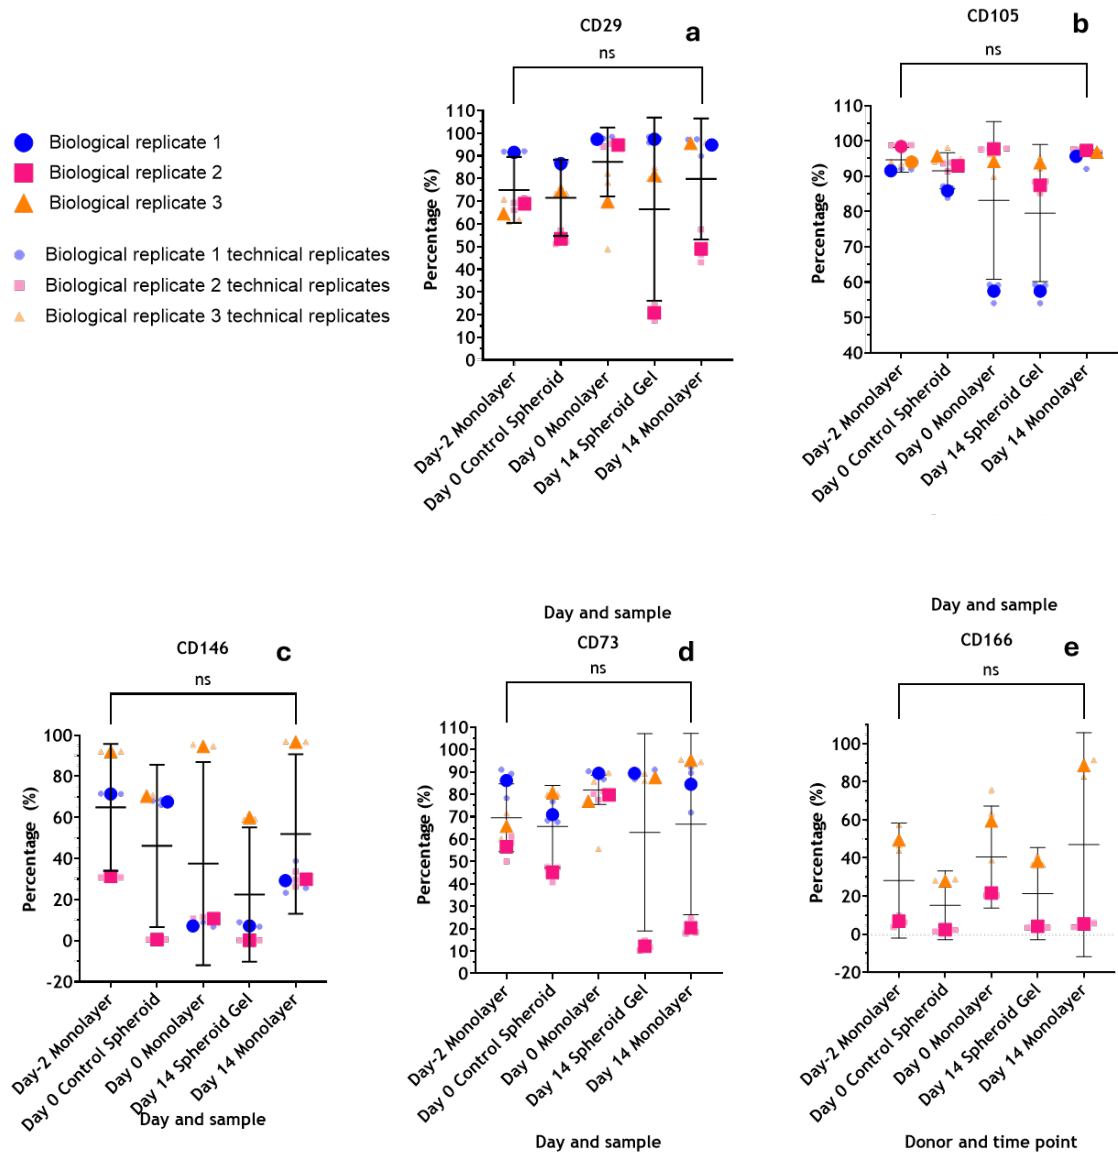 CD29
a
ns
Percentage (%)
110
100
90
80
70
60
50
40
30
20
10
0
Day-2 Monolayer
Day 0 Control Spheroid
Day 0 Monolayer
Day 14 Spheroid Gel
Day 14 Monolayer
Day and sample
CD105
b
ns
Percentage (%)
110
100
90
80
70
60
50
40
Day-2 Monolayer
Day 0 Control Spheroid
Day 0 Monolayer
Day 14 Spheroid Gel
Day 14 Monolayer
Day and sample
Biological replicate 1
Biological replicate 2
Biological replicate 3
Biological replicate 1 technical replicates
Biological replicate 2 technical replicates
Biological replicate 3 technical replicates
CD146
c
ns
Percentage (%)
100
80
60
40
20
0
-20
Day-2 Monolayer
Day 0 Control Spheroid
Day 0 Monolayer
Day 14 Spheroid Gel
Day 14 Monolayer
Day and sample
CD73
d
ns
Percentage (%)
110
100
90
80
70
60
50
40
30
20
10
0
Day-2 Monolayer
Day 0 Control Spheroid
Day 0 Monolayer
Day 14 Spheroid Gel
Day 14 Monolayer
Day and sample
CD166
e
ns
Percentage (%)
100
80
60
40
20
0
-20
Day-2 Monolayer
Day 0 Control Spheroid
Day 0 Monolayer
Day 14 Spheroid Gel
Day 14 Monolayer
Donor and time point